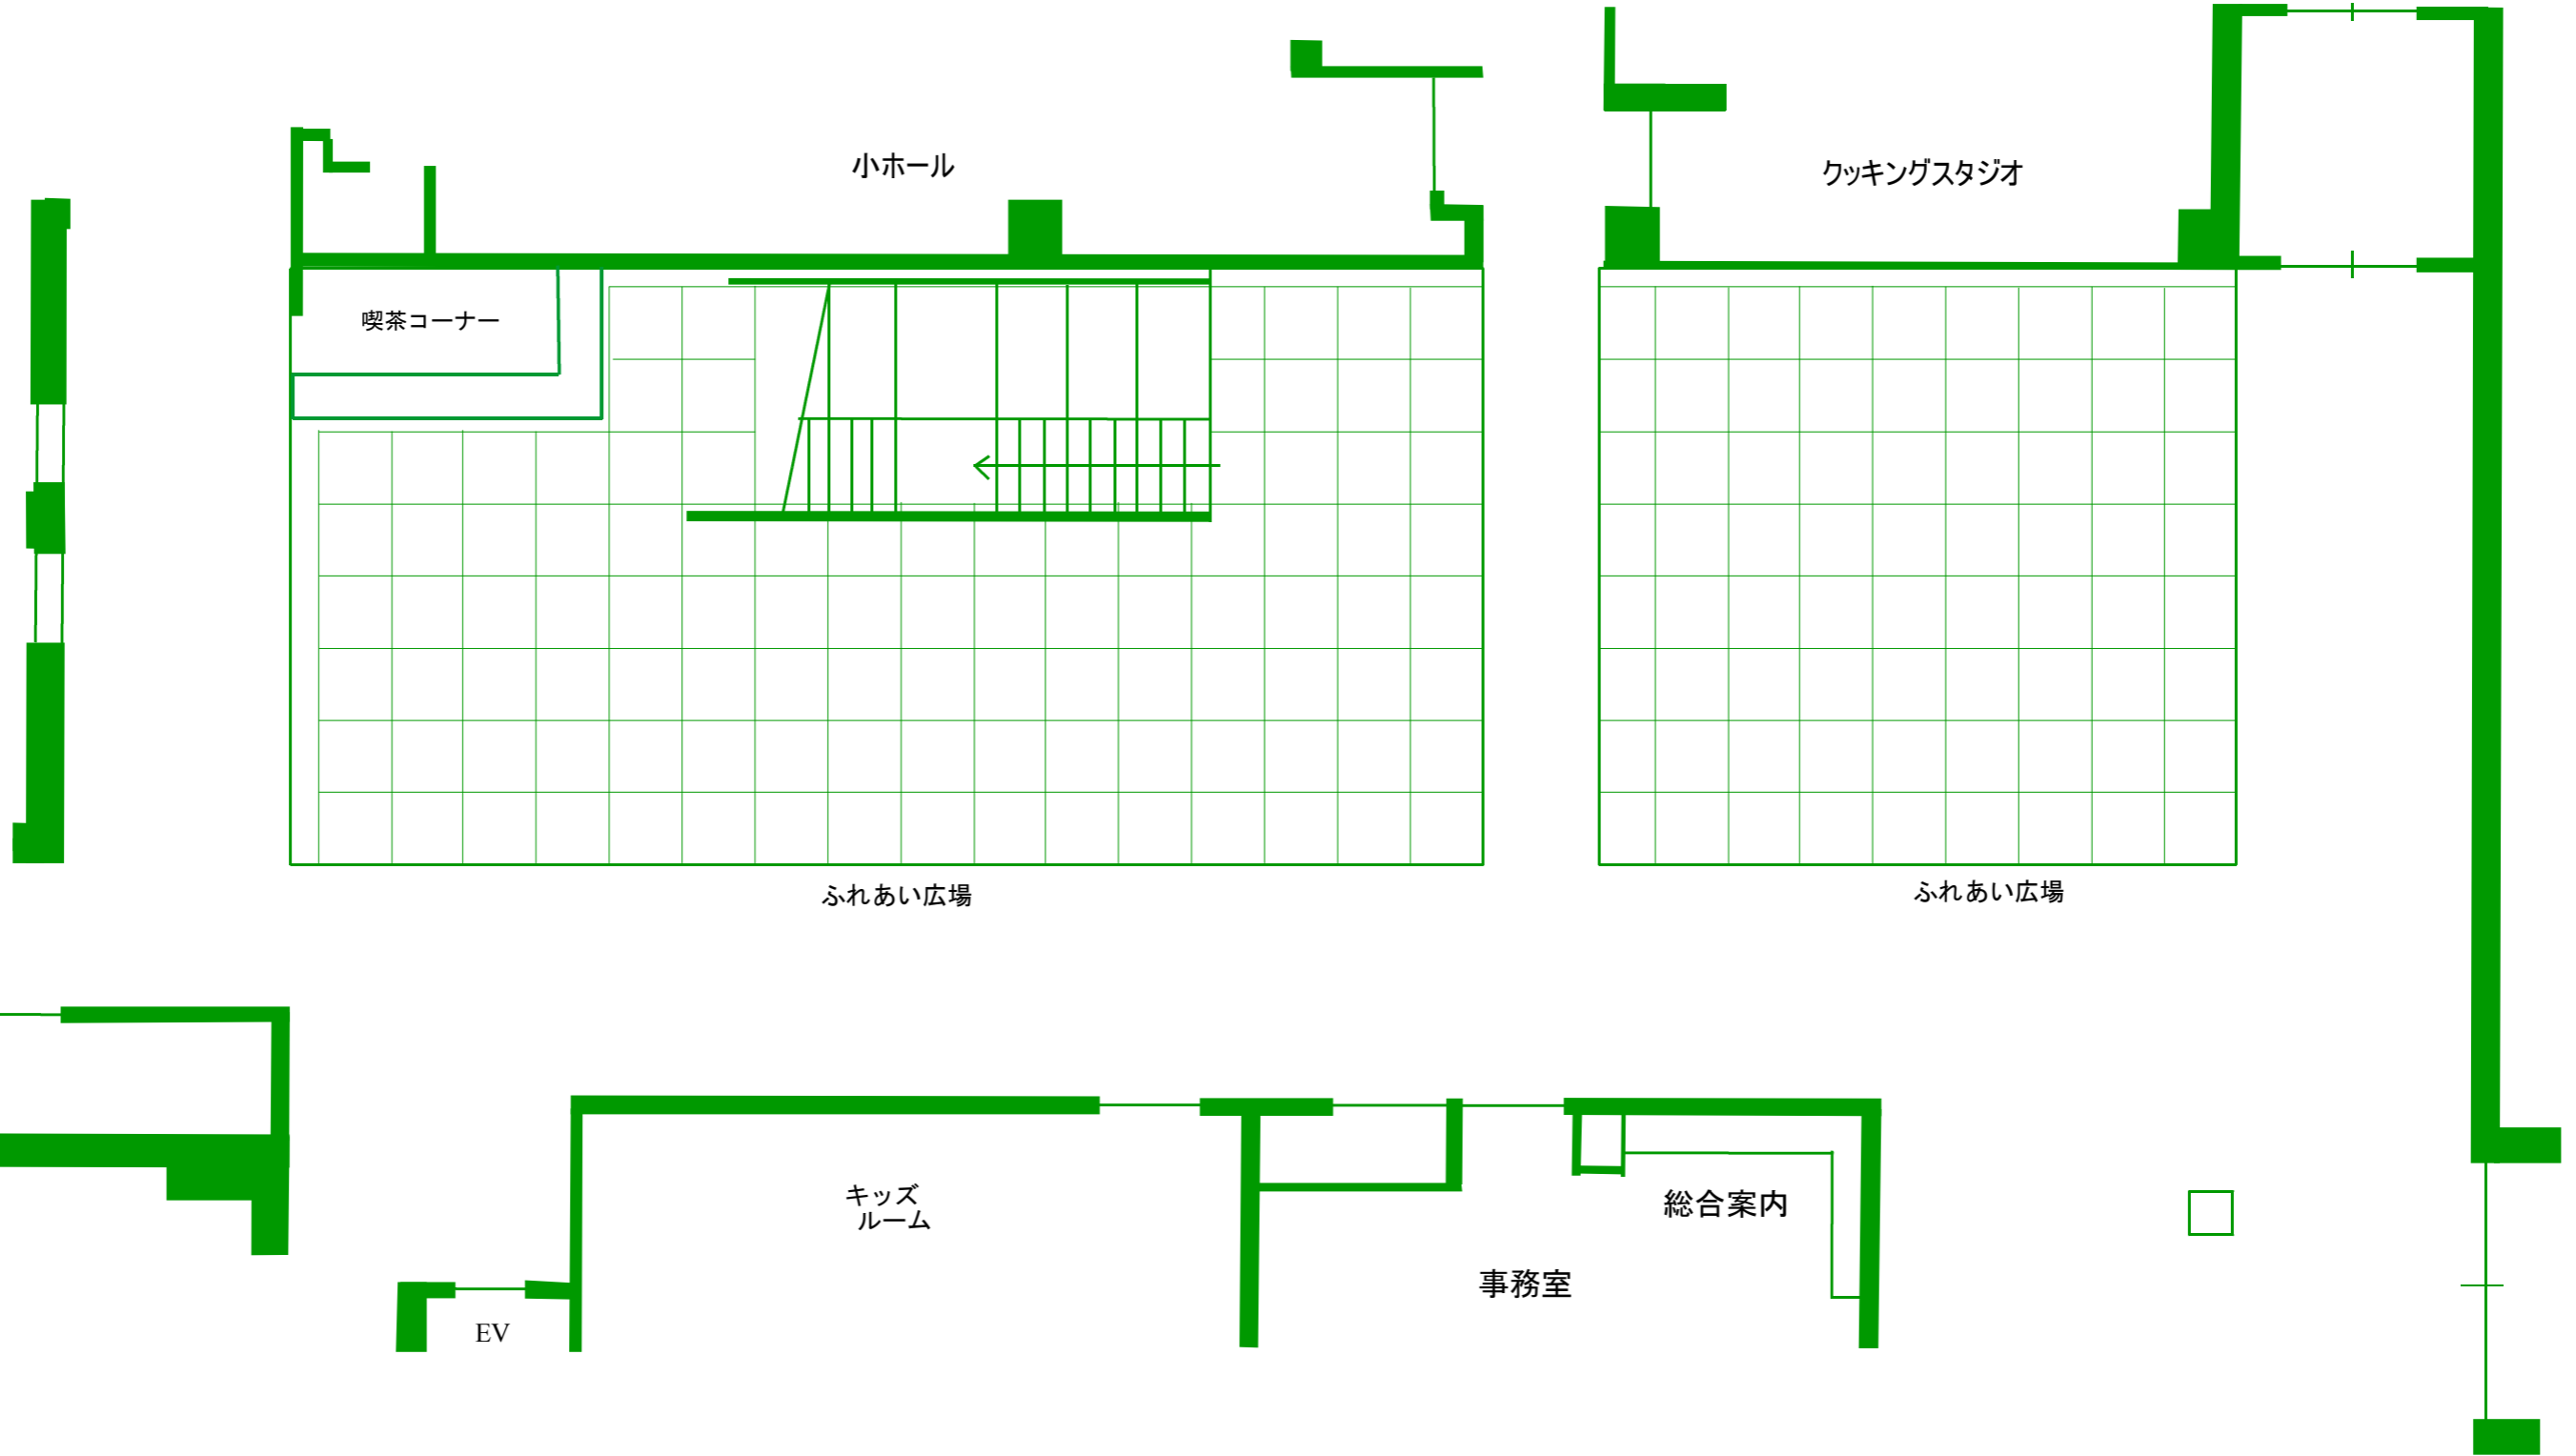 小ホール
クッキングスタジオ
喫茶コーナー
ふれあい広場
ふれあい広場
キッズ
ルーム
総合案内
事務室
EV